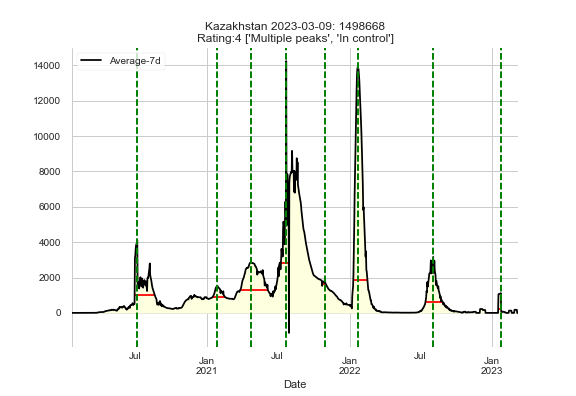 Kazakhstan 2023-03-09: 1498668
Rating:4 ['Multiple peaks', 'In control']
Average-7d
14000
12000
10000
8000
6000
4000
2000
0
Jul
Jan
2021
Jul
Jan
2022
Jul
Jan
2023
Date